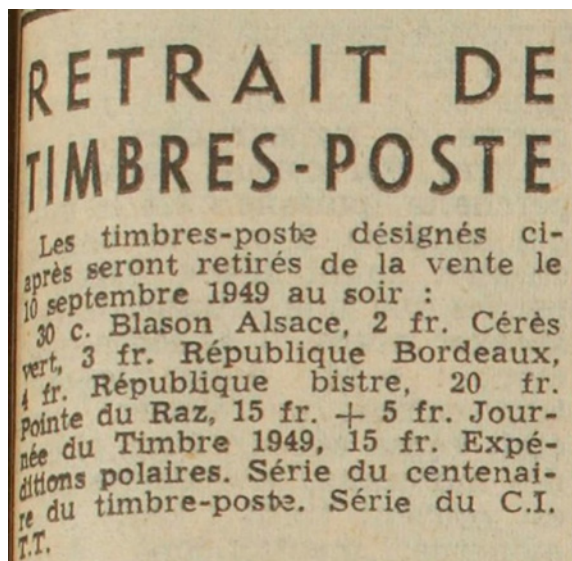 RETRAIT DE
TIMBRES-POSTE
Les timbres-poste désignés ci-
après seront retirés de la vente le
10 septembre 1949 au soir :
30 c. Blason Alsace, 2 fr. Cérès
vert, 3 fr. République Bordeaux,
4 fr. République bistre, 20 fr.
Pointe du Raz, 15 fr. + 5 fr. Jour-
née du Timbre 1949, 15 fr. Expé-
ditions polaires. Série du centenai-
re du timbre-poste. Série du C.I.
T.T.